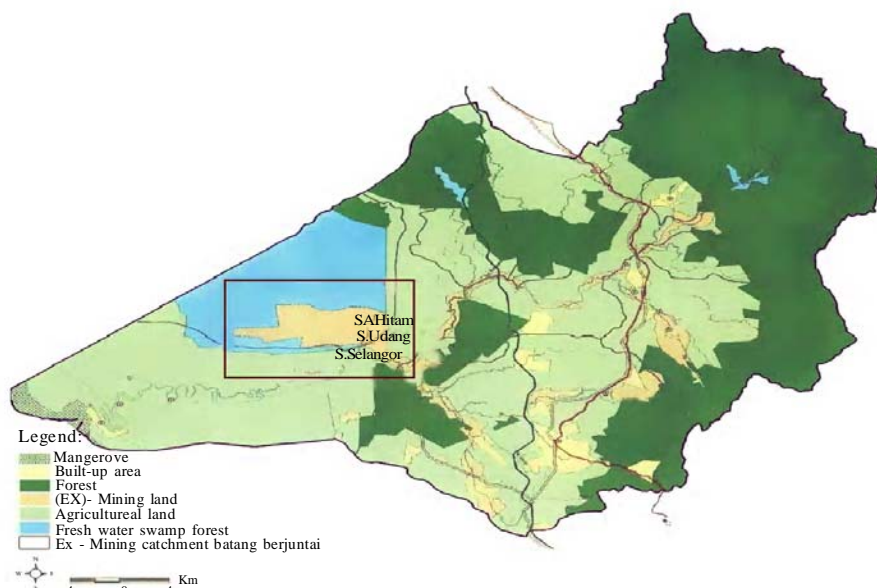 SAHitam
S.Udang
S.Selangor
Legend:
Mangerove
Built-up area
Forest
(EX)- Mining land
Agricultureal land
Fresh water swamp forest
Ex - Mining catchment batang berjuntai
N
W
Km